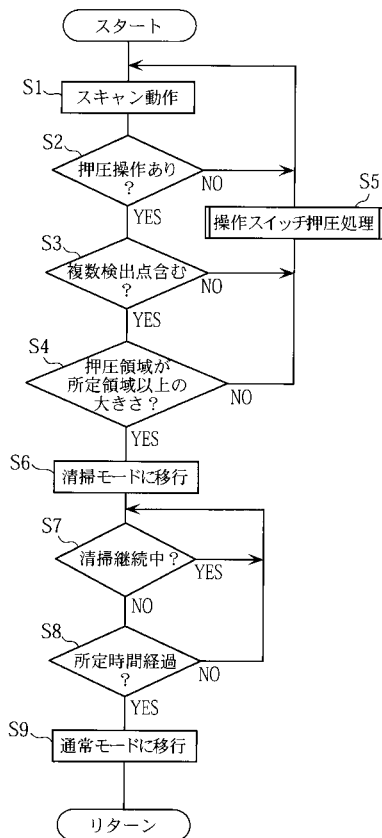 スタート
S1
スキャン動作
S2
押圧操作あり
?
NO
YES
S5
操作スイッチ押圧処理
S3
複数検出点含む
?
NO
YES
S4
押圧領域が
所定領域以上の
大きさ?
NO
YES
S6
清掃モードに移行
S7
清掃継続中?
YES
NO
S8
所定時間経過
?
NO
YES
S9
通常モードに移行
リターン